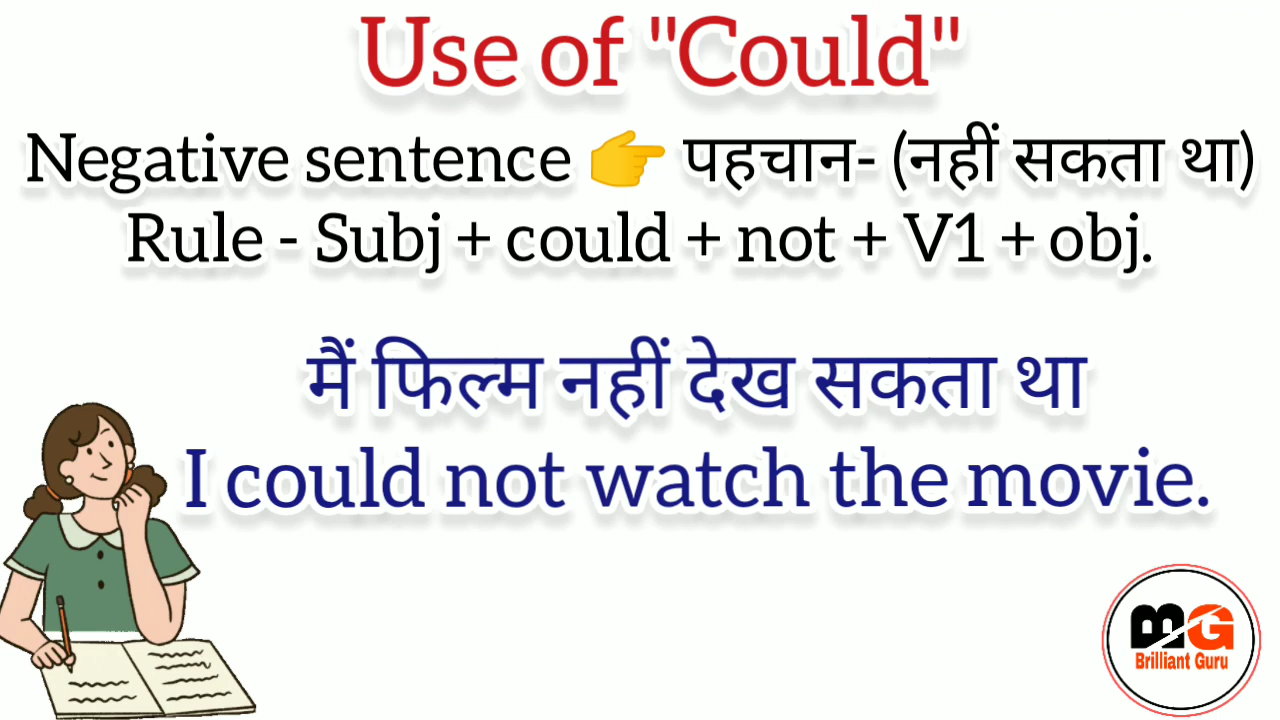 Use of "Could"
Negative sentence 👉 पहचान- (नहीं सकता था)
Rule - Subj + could + not + V1 + obj.
मैं फिल्म नहीं देख सकता था
I could not watch the movie.
BG
Brilliant Guru